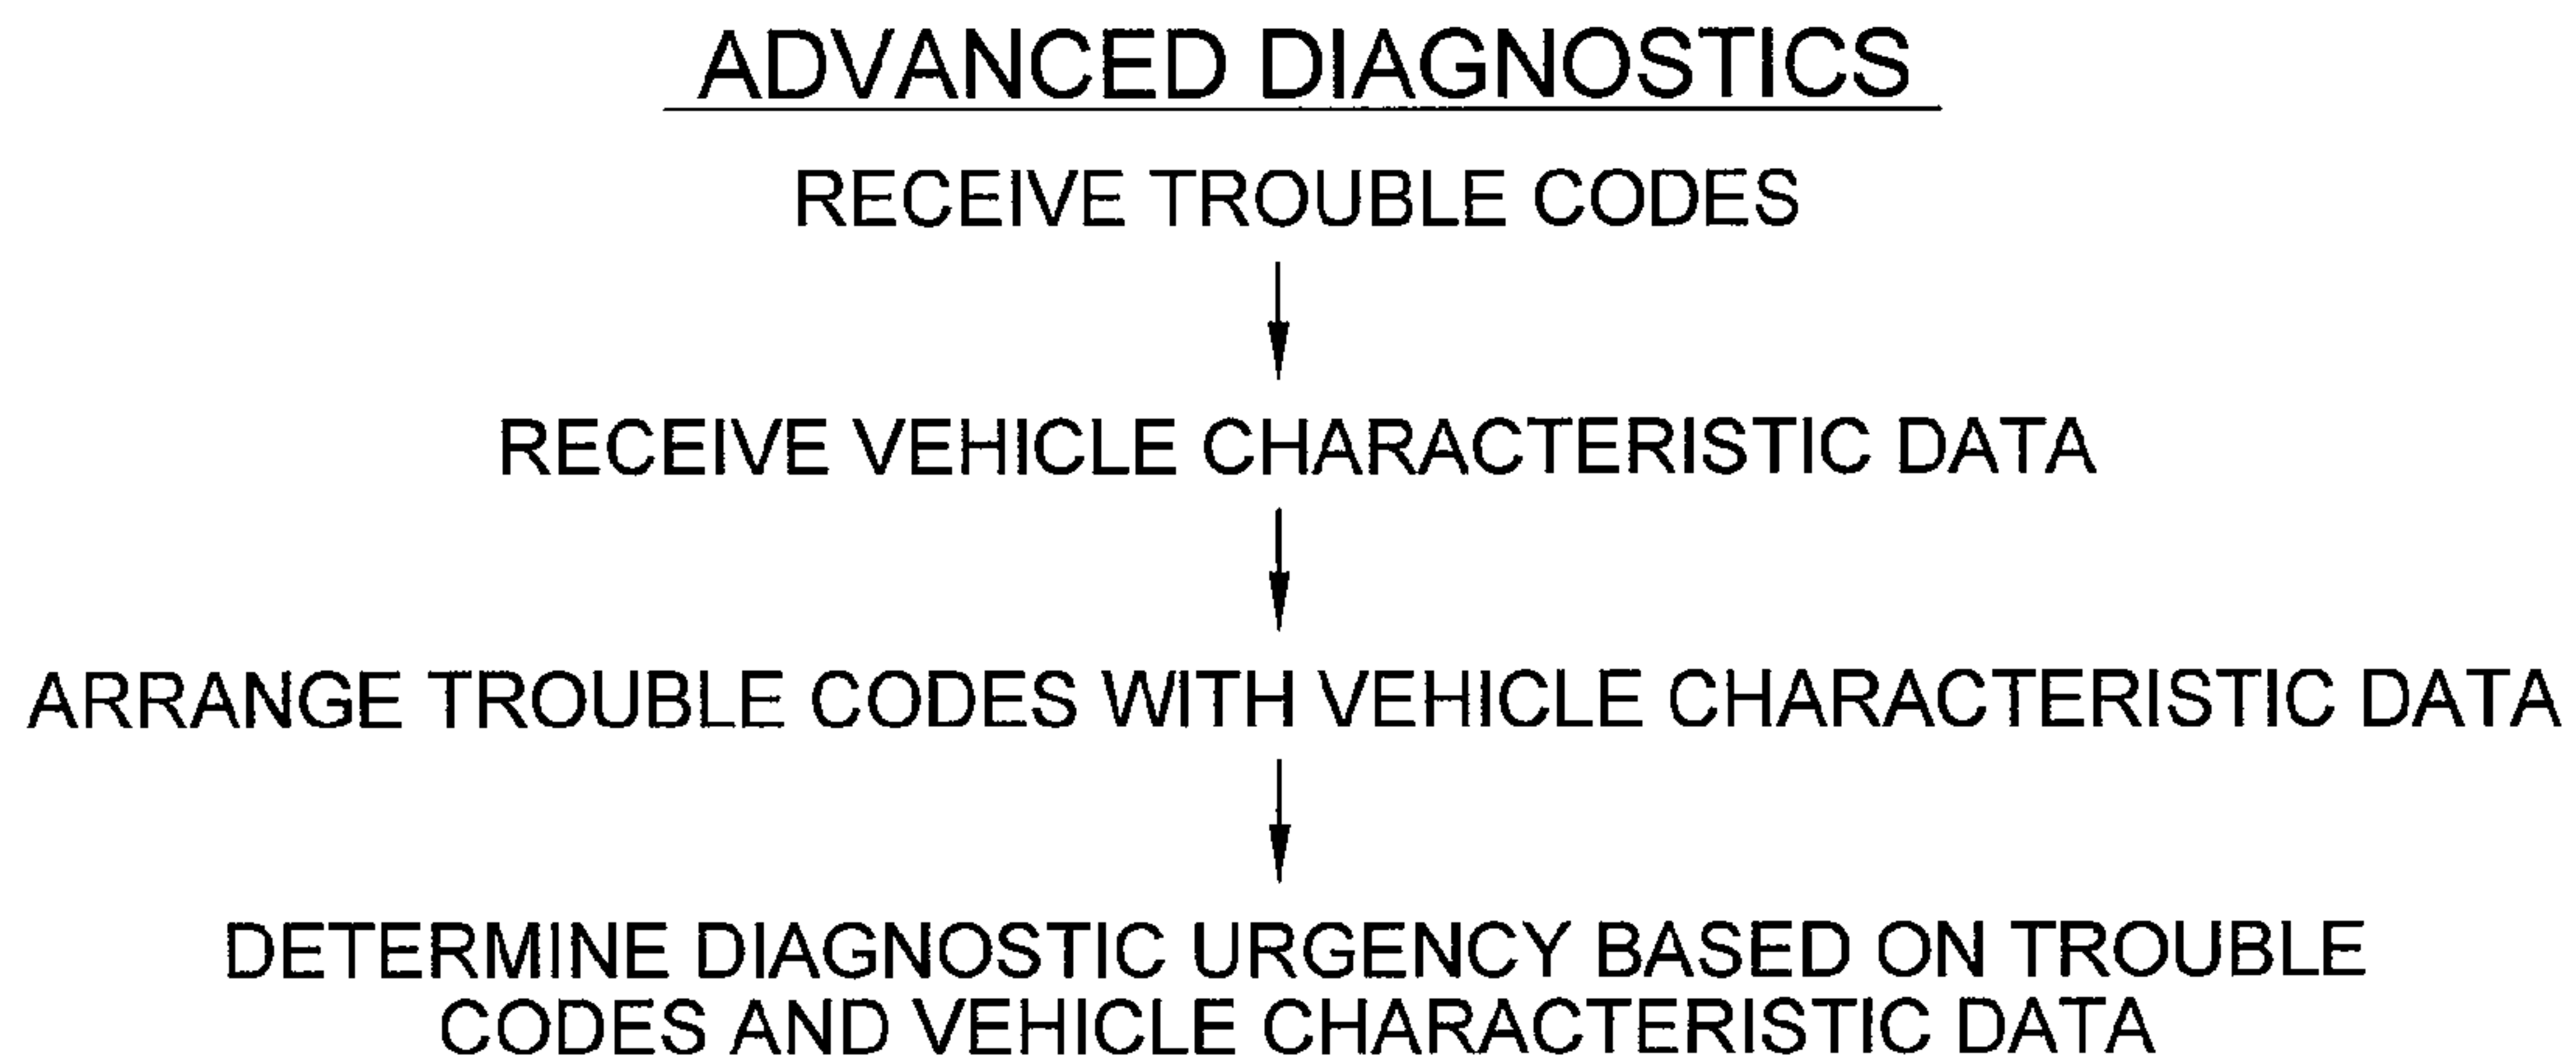 ADVANCED DIAGNOSTICS
RECEIVE TROUBLE CODES
RECEIVE VEHICLE CHARACTERISTIC DATA
ARRANGE TROUBLE CODES WITH VEHICLE CHARACTERISTIC DATA
DETERMINE DIAGNOSTIC URGENCY BASED ON TROUBLE
CODES AND VEHICLE CHARACTERISTIC DATA